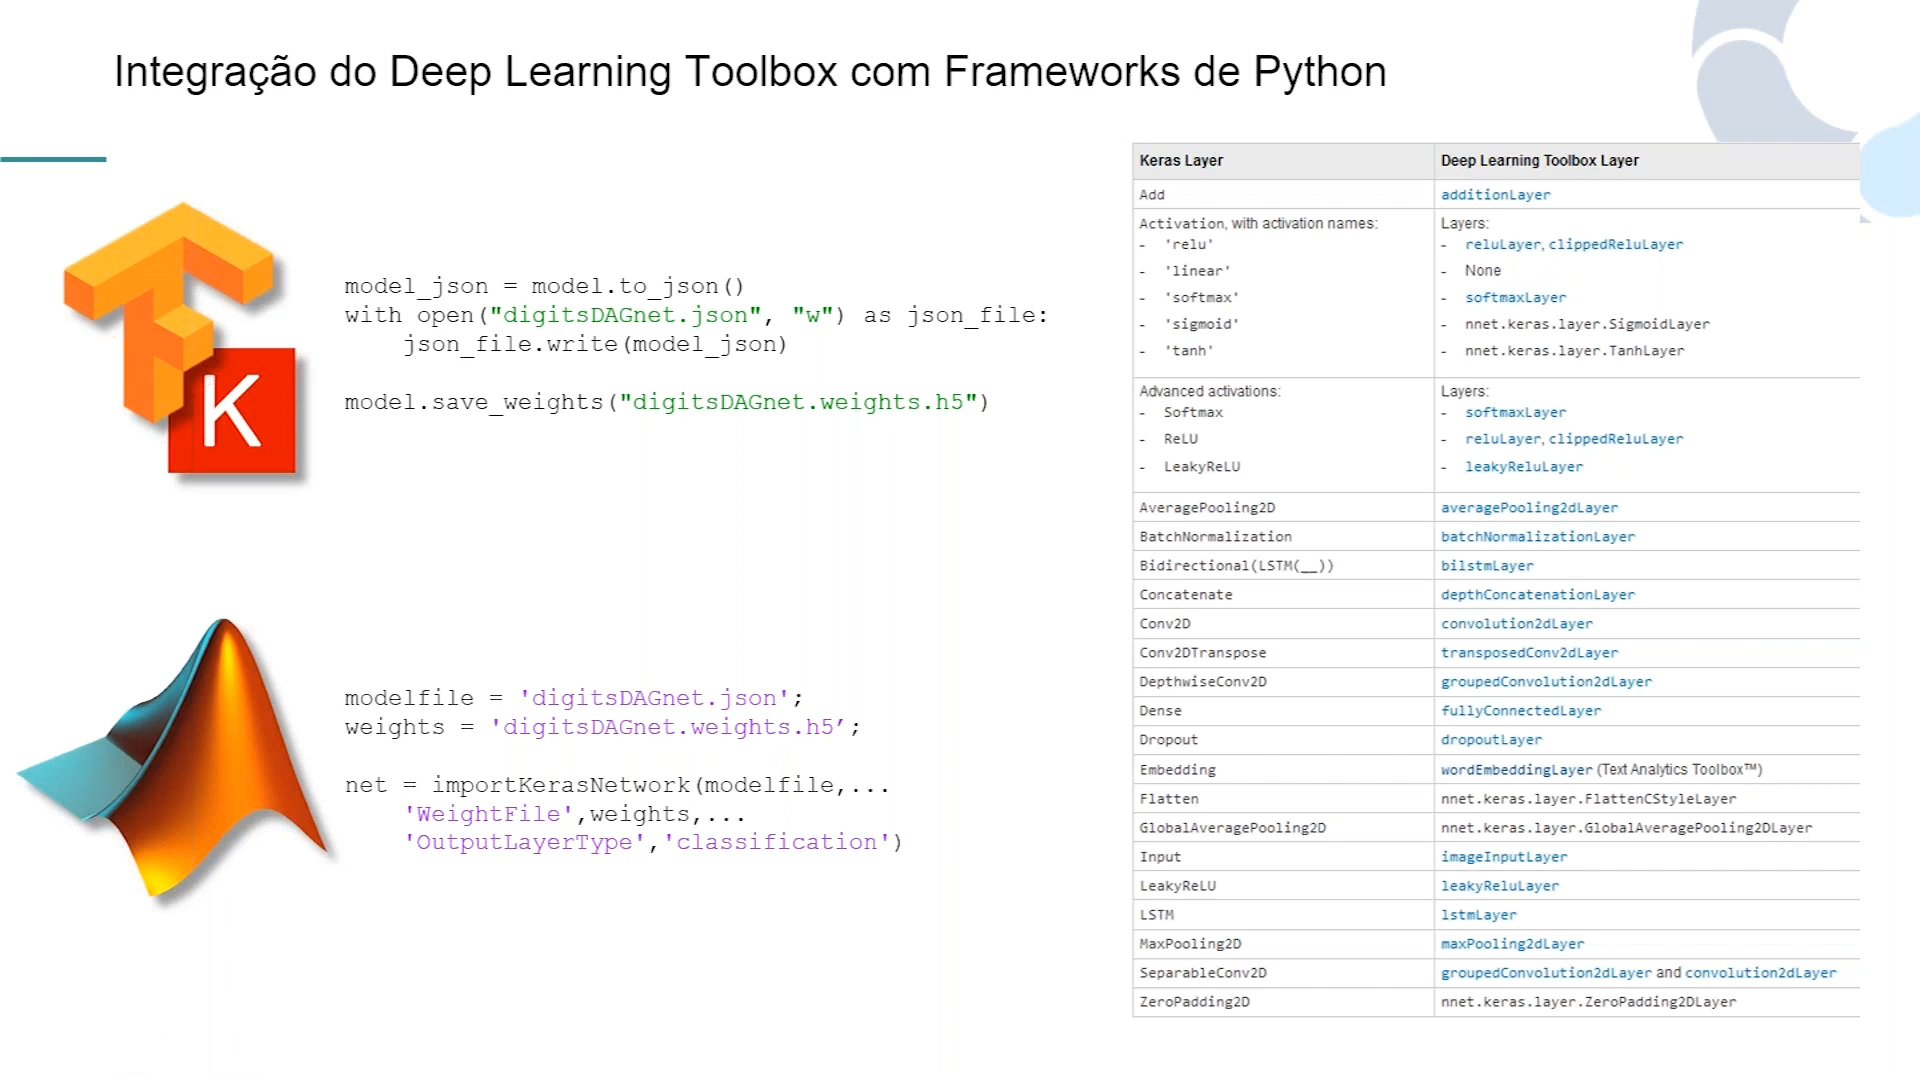 Integração do Deep Learning Toolbox com Frameworks de Python
K
model_json = model.to_json()
with open("digitsDAGnet.json", "w") as json_file:
    json_file.write(model_json)
model.save_weights("digitsDAGnet.weights.h5")
modelfile = 'digitsDAGnet.json';
weights = 'digitsDAGnet.weights.h5’;
net = importKerasNetwork(modelfile,...
    'WeightFile',weights,...
    'OutputLayerType','classification')
Keras Layer Deep Learning Toolbox Layer
Add additionLayer
Activation, with activation names: Layers:
- 'relu' - reluLayer, clippedReluLayer
- 'linear' - None
- 'softmax' - softmaxLayer
- 'sigmoid' - nnet.keras.layer.SigmoidLayer
- 'tanh' - nnet.keras.layer.TanhLayer
Advanced activations: Layers:
- Softmax - softmaxLayer
- ReLU - reluLayer, clippedReluLayer
- LeakyReLU - leakyReluLayer
AveragePooling2D averagePooling2dLayer
BatchNormalization batchNormalizationLayer
Bidirectional(LSTM(__)) bilstmLayer
Concatenate depthConcatenationLayer
Conv2D convolution2dLayer
Conv2DTranspose transposedConv2dLayer
DepthwiseConv2D groupedConvolution2dLayer
Dense fullyConnectedLayer
Dropout dropoutLayer
Embedding wordEmbeddingLayer (Text Analytics Toolbox™)
Flatten nnet.keras.layer.FlattenCStyleLayer
GlobalAveragePooling2D nnet.keras.layer.GlobalAveragePooling2DLayer
Input imageInputLayer
LeakyReLU leakyReluLayer
LSTM lstmLayer
MaxPooling2D maxPooling2dLayer
SeparableConv2D groupedConvolution2dLayer and convolution2dLayer
ZeroPadding2D nnet.keras.layer.ZeroPadding2DLayer